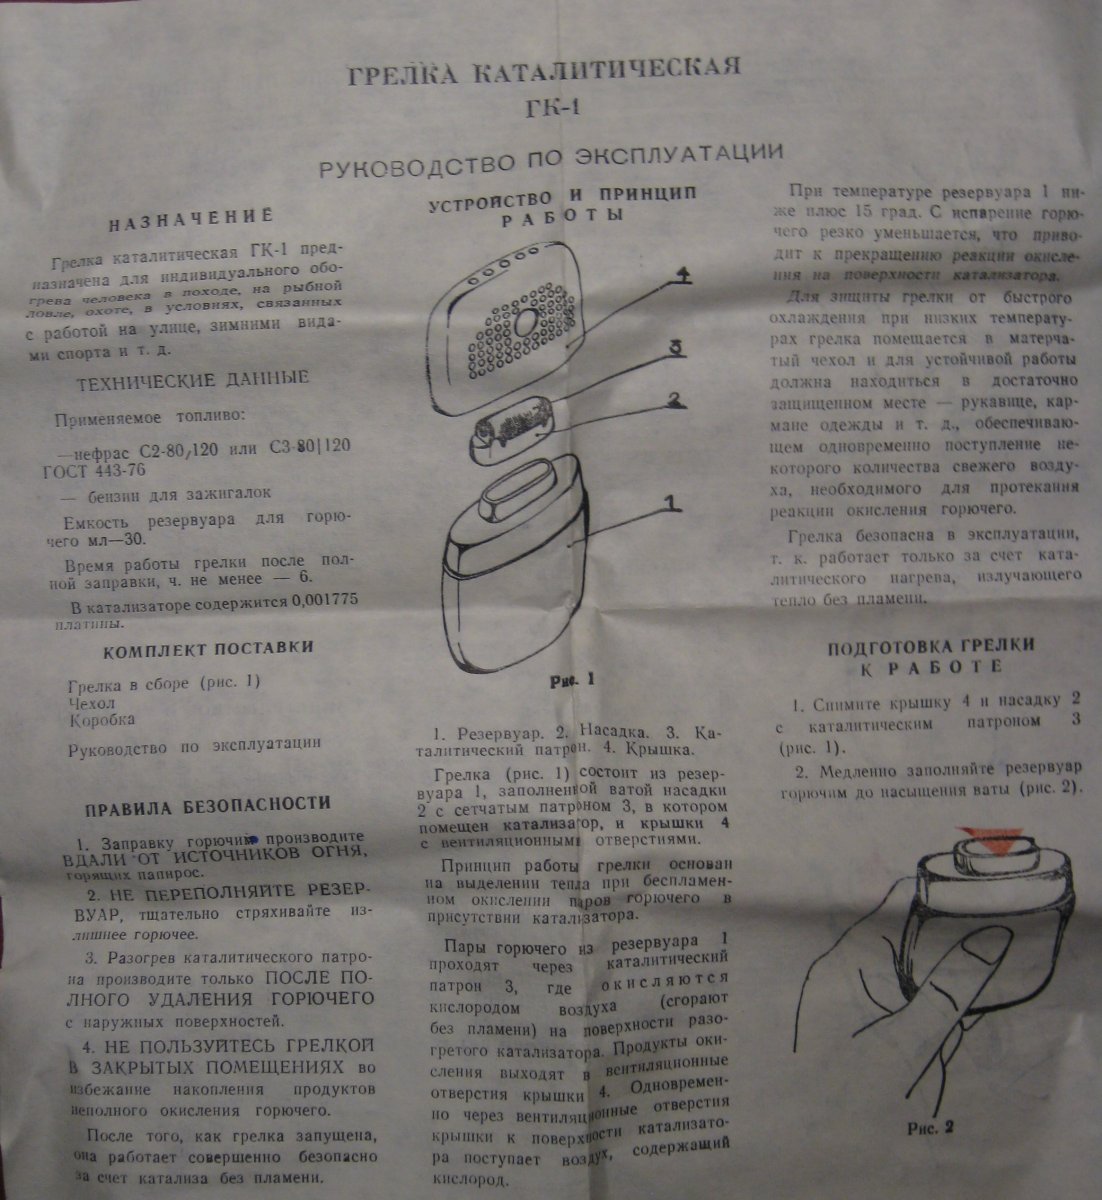 ГРЕЛКА КАТАЛИТИЧЕСКАЯ
ГК-1
РУКОВОДСТВО ПО ЭКСПЛУАТАЦИИ
НАЗНАЧЕНИЕ
Грелка каталитическая ГК-1 пред-
назначена для индивидуального обо-
грева человека в походе, на рыбной
ловле, охоте, в условиях, связанных
с работой на улице, зимними вида-
ми спорта и т. д.
ТЕХНИЧЕСКИЕ ДАННЫЕ
Применяемое топливо:
—нефрас С2-80/120 или С3-80|120
ГОСТ 443-76
— бензин для зажигалок
Емкость резервуара для горю-
чего мл—30.
Время работы грелки после пол-
ной заправки, ч. не менее — 6.
В катализаторе содержится 0,001775
платины.
КОМПЛЕКТ ПОСТАВКИ
Грелка в сборе (рис. 1)
Чехол
Коробка
Руководство по эксплуатации
ПРАВИЛА БЕЗОПАСНОСТИ
1. Заправку горючим производите
ВДАЛИ ОТ ИСТОЧНИКОВ ОГНЯ,
горящих папирос.
2. НЕ ПЕРЕПОЛНЯЙТЕ РЕЗЕР-
ВУАР, тщательно стряхивайте из-
лишнее горючее.
3. Разогрев каталитического патро-
на производите только ПОСЛЕ ПО-
ЛНОГО УДАЛЕНИЯ ГОРЮЧЕГО
с наружных поверхностей.
4. НЕ ПОЛЬЗУЙТЕСЬ ГРЕЛКОЙ
В ЗАКРЫТЫХ ПОМЕЩЕНИЯХ во
избежание накопления продуктов
неполного окисления горючего.
После того, как грелка запущена,
она работает совершенно безопасно
за счет катализа без пламени.
УСТРОЙСТВО И ПРИНЦИП
РАБОТЫ
4
3
2
1
Рис. 1
1. Резервуар. 2. Насадка. 3. Ка-
талитический патрон. 4. Крышка.
Грелка (рис. 1) состоит из резер-
вуара 1, заполненной ватой насадки
2 с сетчатым патроном 3, в котором
помещен катализатор, и крышки 4
с вентиляционными отверстиями.
Принцип работы грелки основан
на выделении тепла при беспламен-
ном окислении паров горючего в
присутствии катализатора.
Пары горючего из резервуара 1
проходят через каталитический
патрон 3, где окисляются
кислородом воздуха (сгорают
без пламени) на поверхности разо-
гретого катализатора. Продукты оки-
сления выходят в вентиляционные
отверстия крышки 4. Одновремен-
но через вентиляционные отверстия
крышки к поверхности катализато-
ра поступает воздух, содержащий
кислород.
При температуре резервуара 1 ни-
же плюс 15 град. С испарение горю-
чего резко уменьшается, что приво-
дит к прекращению реакции окисле-
ния на поверхности катализатора.
Для защиты грелки от быстрого
охлаждения при низких температу-
рах грелка помещается в матерча-
тый чехол и для устойчивой работы
должна находиться в достаточно
защищенном месте — рукавице, кар-
мане одежды и т. д., обеспечиваю-
щем одновременно поступление не-
которого количества свежего возду-
ха, необходимого для протекания
реакции окисления горючего.
Грелка безопасна в эксплуатации,
т. к. работает только за счет ката-
литического нагрева, излучающего
тепло без пламени.
ПОДГОТОВКА ГРЕЛКИ
К РАБОТЕ
1. Снимите крышку 4 и насадку 2
с каталитическим патроном 3
(рис. 1).
2. Медленно заполняйте резервуар
горючим до насыщения ваты (рис. 2).
Рис. 2